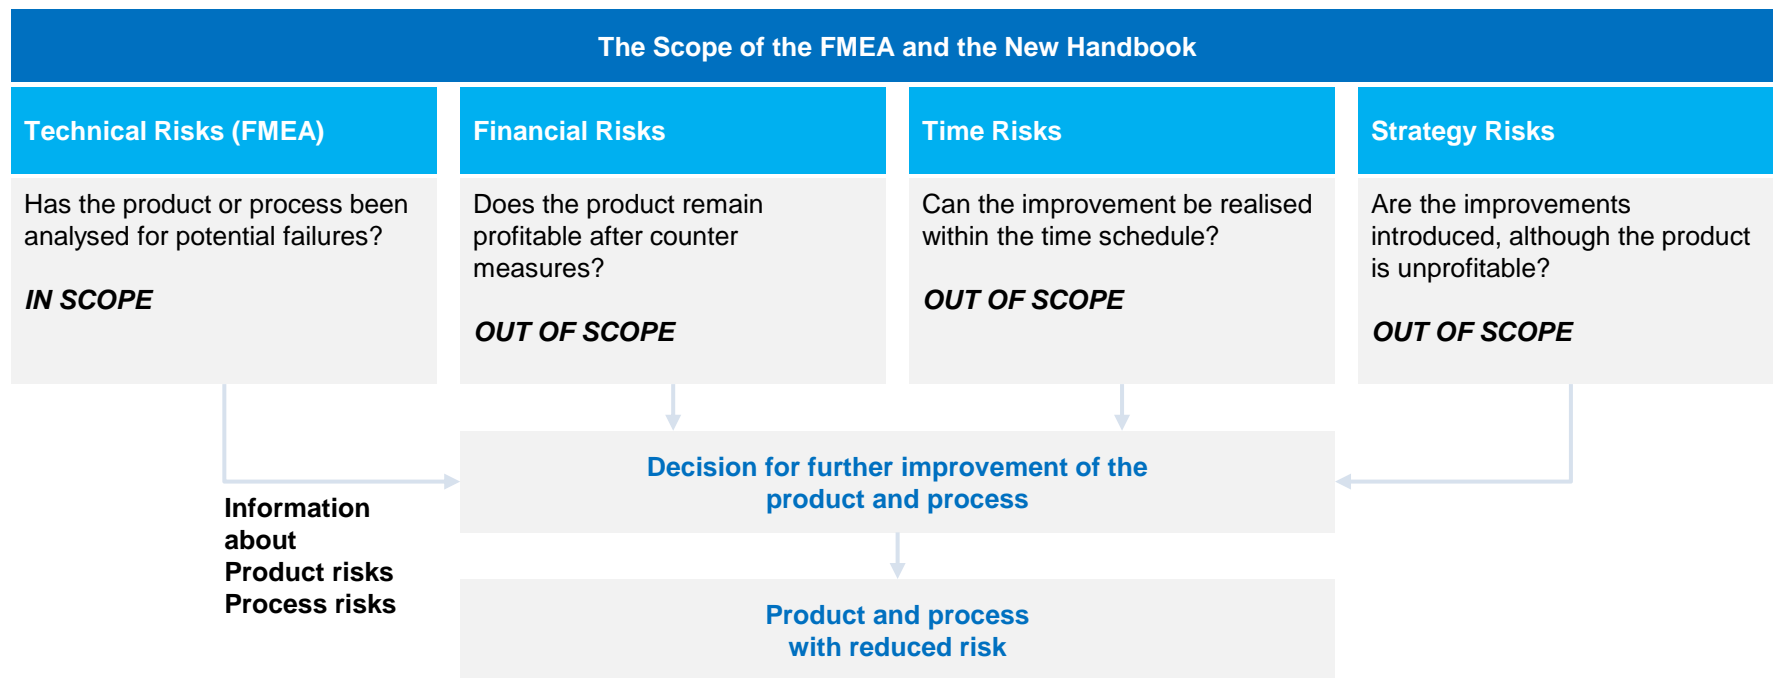 The Scope of the FMEA and the New Handbook
Technical Risks (FMEA)
Has the product or process been
analysed for potential failures?
IN SCOPE
Financial Risks
Does the product remain
profitable after counter
measures?
OUT OF SCOPE
Time Risks
Can the improvement be realised
within the time schedule?
OUT OF SCOPE
Strategy Risks
Are the improvements
introduced, although the product
is unprofitable?
OUT OF SCOPE
Information
about
Product risks
Process risks
Decision for further improvement of the
product and process
Product and process
with reduced risk